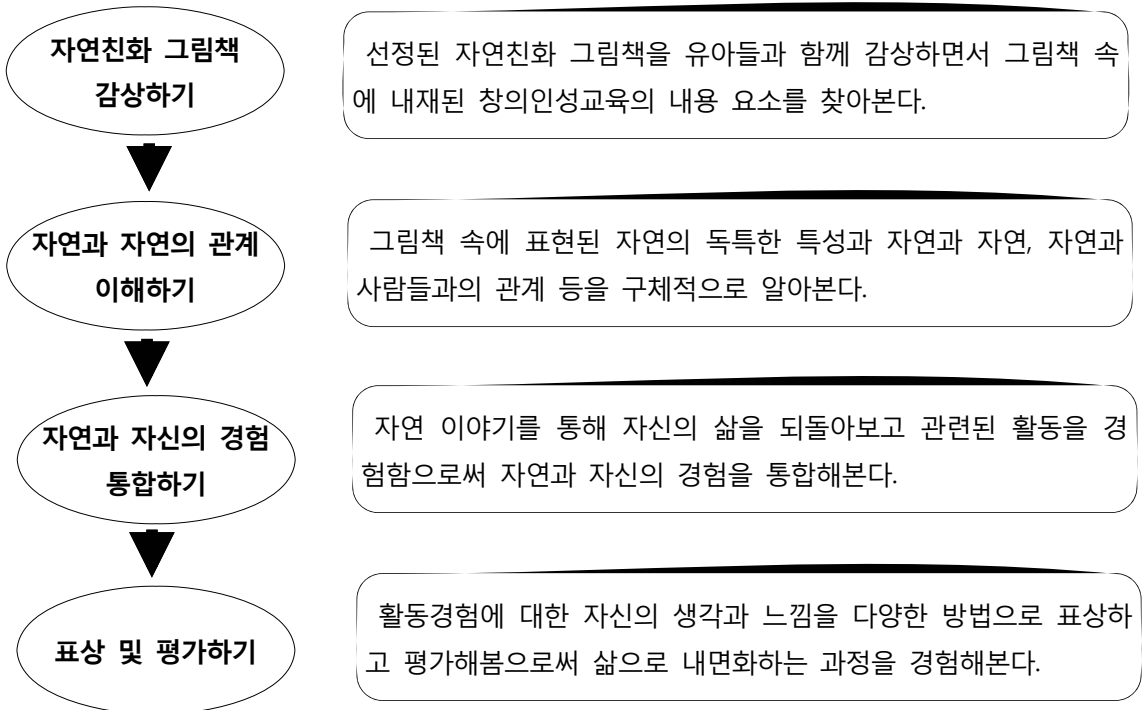 자연친화 그림책
감상하기
선정된 자연친화 그림책을 유아들과 함께 감상하면서 그림책 속
에 내재된 창의인성교육의 내용 요소를 찾아본다.
자연과 자연의 관계
이해하기
그림책 속에 표현된 자연의 독특한 특성과 자연과 자연, 자연과
사람들과의 관계 등을 구체적으로 알아본다.
자연과 자신의 경험
통합하기
자연 이야기를 통해 자신의 삶을 되돌아보고 관련된 활동을 경
험함으로써 자연과 자신의 경험을 통합해본다.
표상 및 평가하기
활동경험에 대한 자신의 생각과 느낌을 다양한 방법으로 표상하
고 평가해봄으로써 삶으로 내면화하는 과정을 경험해본다.